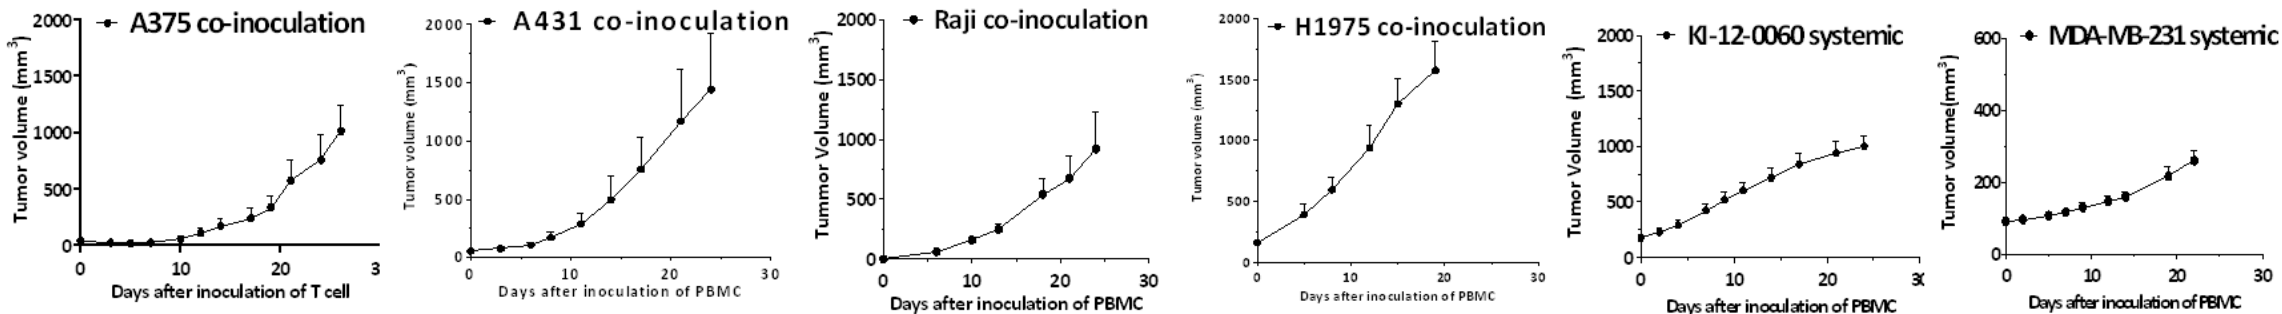 A375 co-inoculation
Tumor volume (mm3)
2000
1500
1000
500
0
0 10 20 3
Days after inoculation of T cell
A431 co-inoculation
Tumor volume (mm3)
2000
1500
1000
500
0
0 10 20 30
Days after inoculation of PBMC
Raji co-inoculation
Tummor Volume (mm3)
2000
1500
1000
500
0
0 10 20 30
Days after inoculation of PBMC
H1975 co-inoculation
Tumor volume (mm3)
2000
1500
1000
500
0
0 10 20 30
Days after inoculation of PBMC
KI-12-0060 systemic
Tumor Volume (mm3)
2000
1500
1000
500
0
0 10 20 3
Days after inoculation of PBMC
MDA-MB-231 systemic
Tumor Volume(mm3)
600
400
200
0
0 10 20 30
Days after inoculation of PBMC